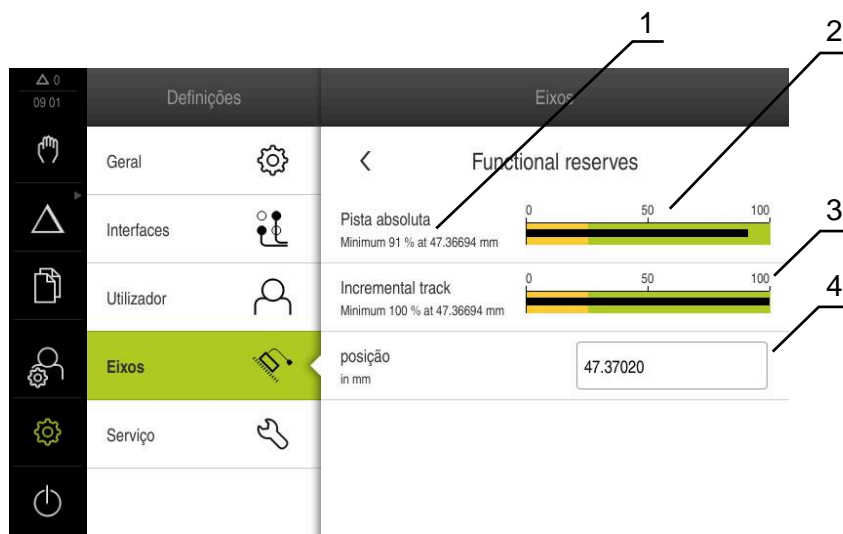 1
2
△ 0
09 01
Definições
Eixos
Geral
Functional reserves
Interfaces
Pista absoluta
Minimum 91 % at 47.36694 mm
0 50 100
3
Utilizador
Incremental track
Minimum 100 % at 47.36694 mm
0 50 100
4
Eixos
posição
in mm
47.37020
Serviço